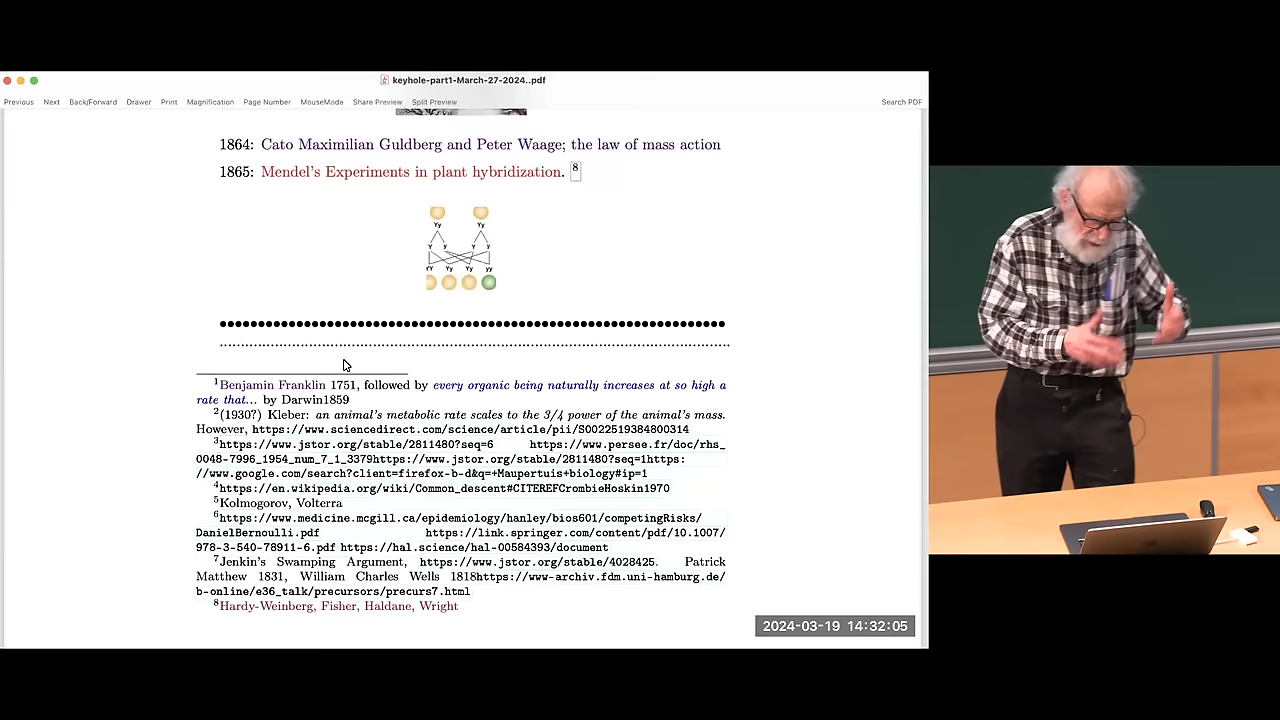 keyhole-part1-March-27-2024..pdf
Previous Next Back/Forward Drawer Print Magnification Page Number MouseMode Share Preview Split Preview Search PDF
1864: Cato Maximilian Guldberg and Peter Waage; the law of mass action
1865: Mendel's Experiments in plant hybridization. 8
Yy Yy
Y y Y y
YY Yy Yy yy
1Benjamin Franklin 1751, followed by every organic being naturally increases at so high a
rate that... by Darwin1859
2(1930?) Kleber: an animal's metabolic rate scales to the 3/4 power of the animal's mass.
However, https://www.sciencedirect.com/science/article/pii/S0022519384800314
3https://www.jstor.org/stable/2811480?seq=6 https://www.persee.fr/doc/rhs_
0048-7996_1954_num_7_1_3379https://www.jstor.org/stable/2811480?seq=1https:
//www.google.com/search?client=firefox-b-d&q=+Maupertuis+biology#ip=1
4https://en.wikipedia.org/wiki/Common_descent#CITEREFCrombieHoskin1970
5Kolmogorov, Volterra
6https://www.medicine.mcgill.ca/epidemiology/hanley/bios601/competingRisks/
DanielBernoulli.pdf https://link.springer.com/content/pdf/10.1007/
978-3-540-78911-6.pdf https://hal.science/hal-00584393/document
7Jenkin's Swamping Argument, https://www.jstor.org/stable/4028425. Patrick
Matthew 1831, William Charles Wells 1818https://www-archiv.fdm.uni-hamburg.de/
b-online/e36_talk/precursors/precurs7.html
8Hardy-Weinberg, Fisher, Haldane, Wright
2024-03-19 14:32:05